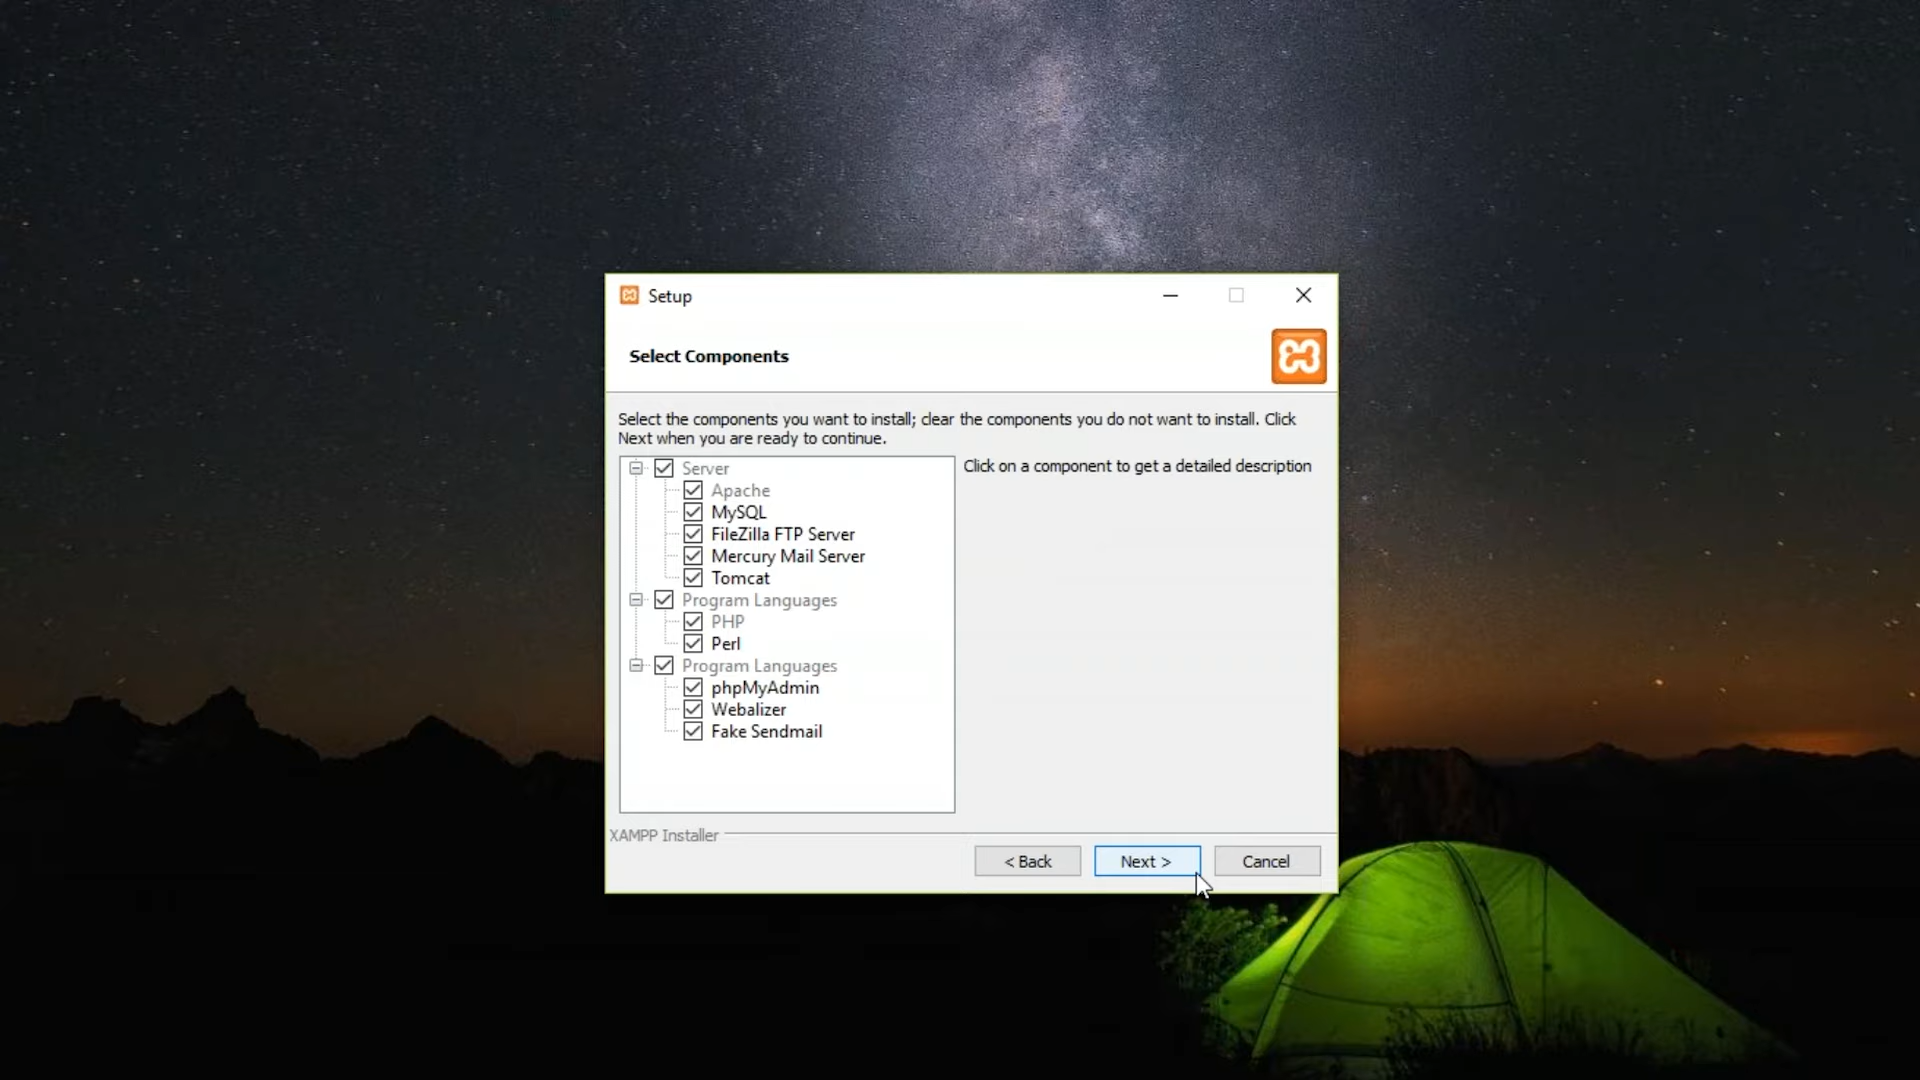 Setup
Select Components
Select the components you want to install; clear the components you do not want to install. Click
Next when you are ready to continue.
Server
Apache
MySQL
FileZilla FTP Server
Mercury Mail Server
Tomcat
Program Languages
PHP
Perl
Program Languages
phpMyAdmin
Webalizer
Fake Sendmail
Click on a component to get a detailed description
XAMPP Installer
< Back
Next >
Cancel